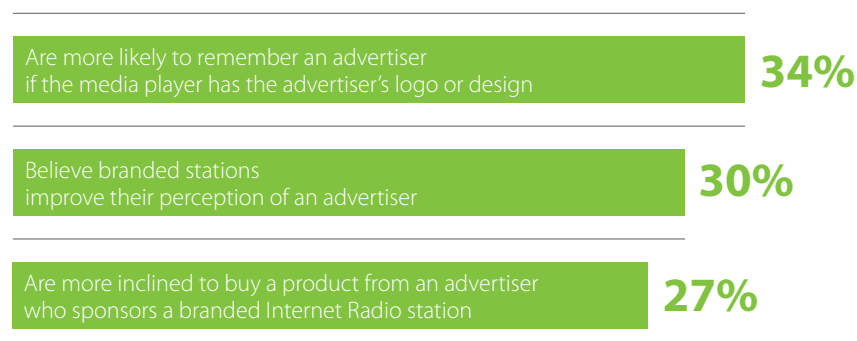 Are more likely to remember an advertiser
if the media player has the advertiser’s logo or design
34%
Believe branded stations
improve their perception of an advertiser
30%
Are more inclined to buy a product from an advertiser
who sponsors a branded Internet Radio station
27%